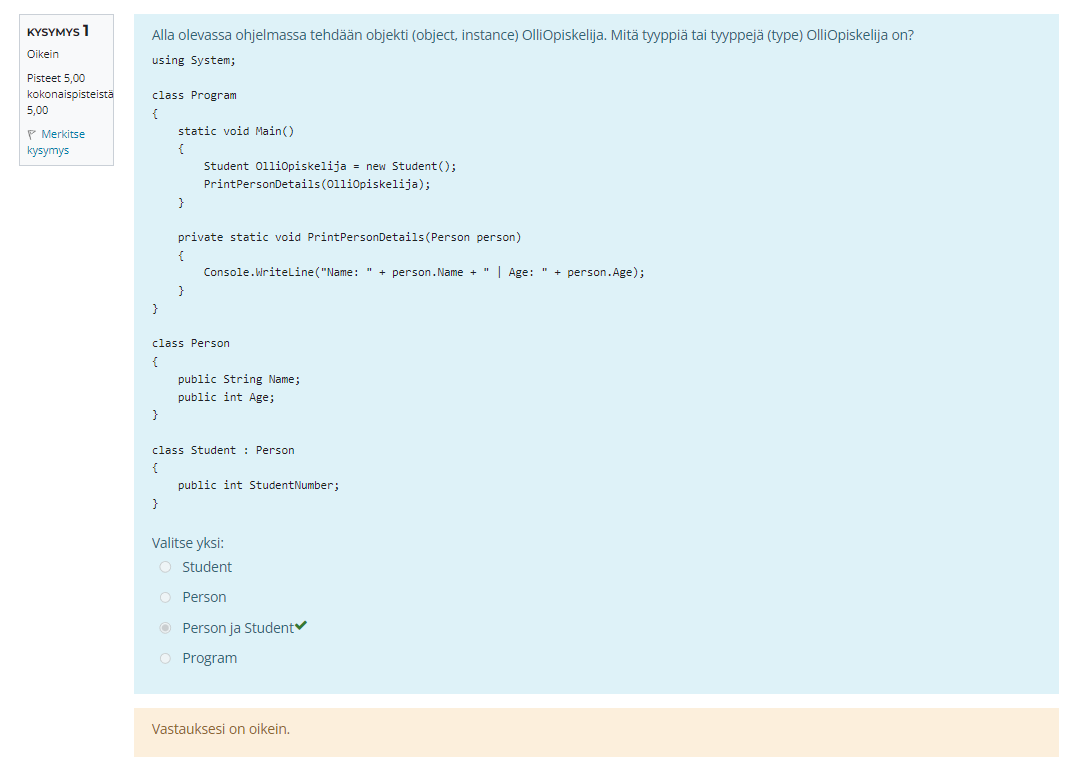 KYSYMYS 1
Oikein
Pisteet 5,00
kokonaispisteistä
5,00
Merkitse
kysymys
Alla olevassa ohjelmassa tehdään objekti (object, instance) OlliOpiskelija. Mitä tyyppiä tai tyyppejä (type) OlliOpiskelija on?
using System;
class Program
{
static void Main()
{
Student OlliOpiskelija = new Student();
PrintPersonDetails(OlliOpiskelija);
}
private static void PrintPersonDetails(Person person)
{
Console.WriteLine("Name: " + person.Name + " | Age: " + person.Age);
}
}
class Person
{
public String Name;
public int Age;
}
class Student : Person
{
public int StudentNumber;
}
Valitse yksi:
Student
Person
Person ja Student
Program
Vastauksesi on oikein.